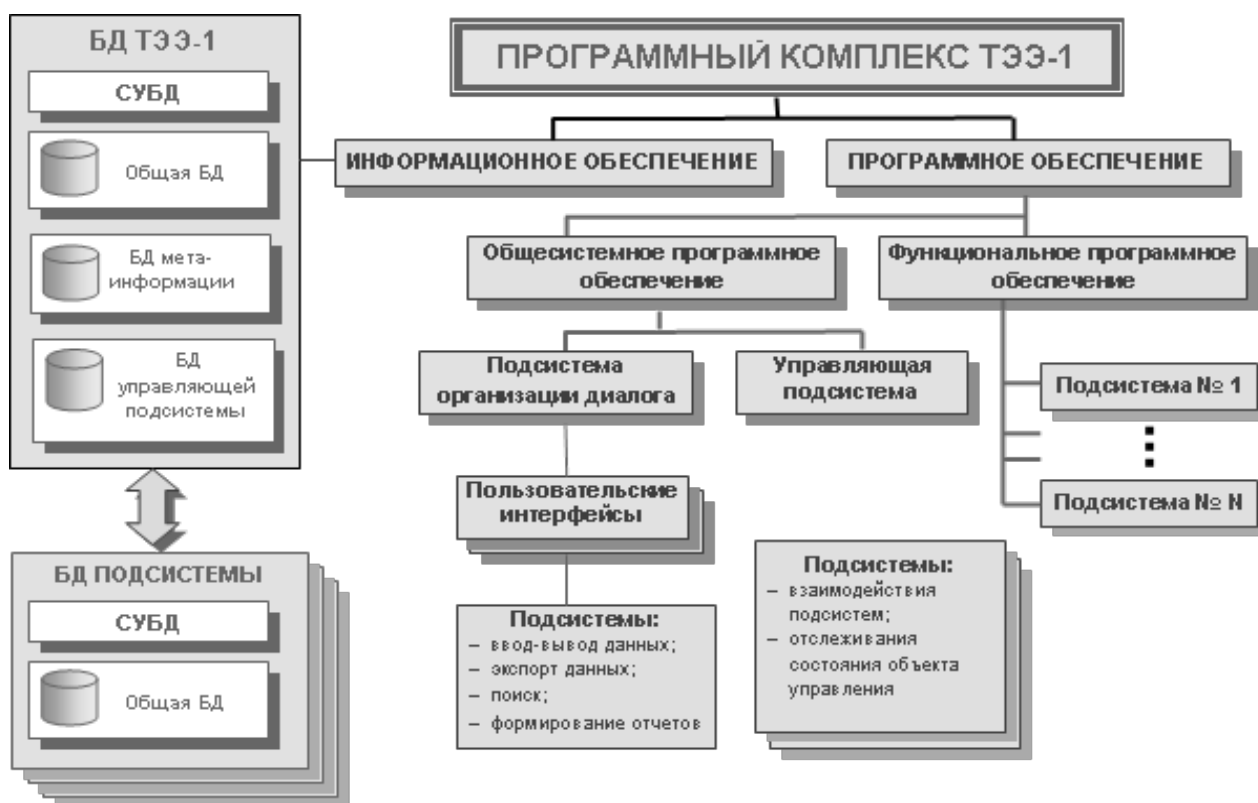 БД ТЭЭ-1
СУБД
Общая БД
БД мета-
информации
БД
управляющей
подсистемы
БД ПОДСИСТЕМЫ
СУБД
Общая БД
ПРОГРАММНЫЙ КОМПЛЕКС ТЭЭ-1
ИНФОРМАЦИОННОЕ ОБЕСПЕЧЕНИЕ
ПРОГРАММНОЕ ОБЕСПЕЧЕНИЕ
Общесистемное программное
обеспечение
Функциональное программное
обеспечение
Подсистема
организации диалога
Управляющая
подсистема
Подсистема № 1
Подсистема № N
Пользовательские
интерфейсы
Подсистемы:
– ввод-вывод данных;
– экспорт данных;
– поиск;
– формирование отчетов
Подсистемы:
– взаимодействия
подсистем;
– отслеживания
состояния объекта
управления